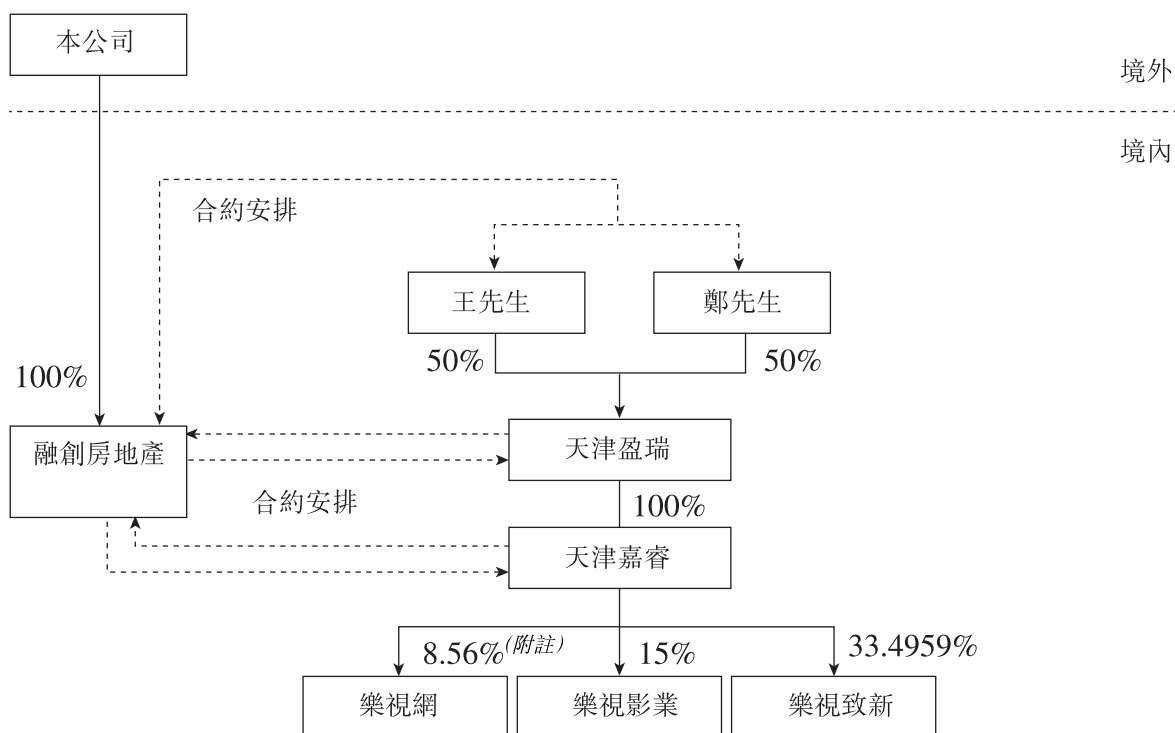 本公司
境外
境內
合約安排
王先生
鄭先生
50%
50%
100%
融創房地產
天津盈瑞
合約安排
100%
天津嘉睿
8.56%(附註)
15%
33.4959%
樂視網
樂視影業
樂視致新